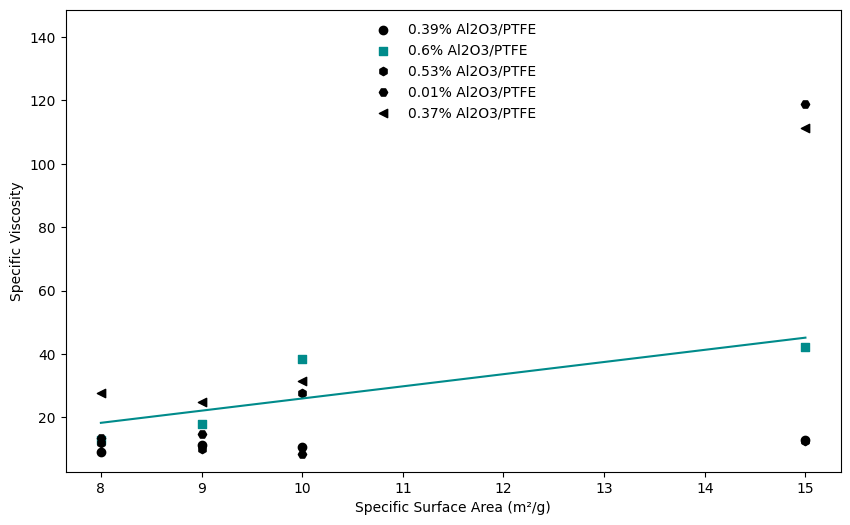 0.39% Al2O3/PTFE
0.6% Al2O3/PTFE
0.53% Al2O3/PTFE
0.01% Al2O3/PTFE
0.37% Al2O3/PTFE
Specific Viscosity
140
120
100
80
60
40
20
8 9 10 11 12 13 14 15
Specific Surface Area (m²/g)